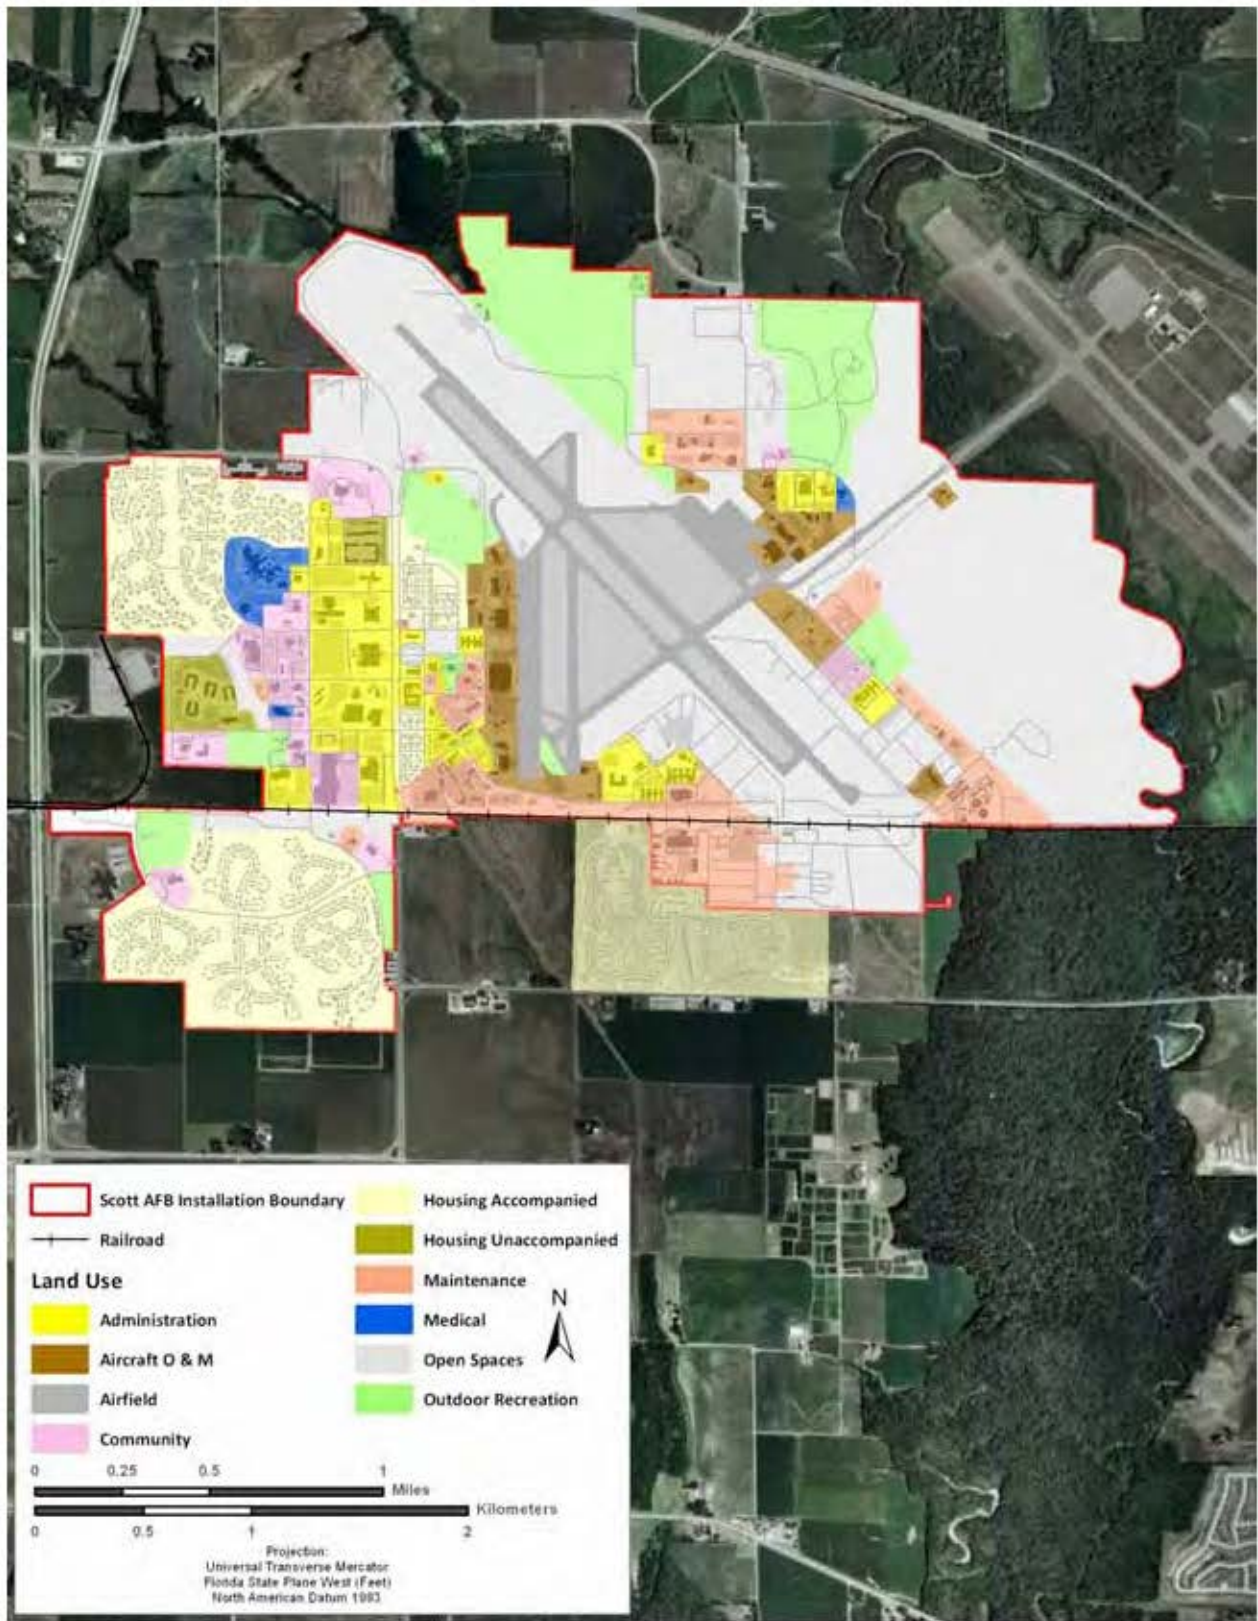 Scott AFB Installation Boundary
Railroad
Land Use
Administration
Aircraft O & M
Airfield
Community
Housing Accompanied
Housing Unaccompanied
Maintenance
Medical
Open Spaces
Outdoor Recreation
N
0 0.25 0.5 1
Miles
Kilometers
0 0.5 1 2
Projection:
Universal Transverse Mercator
Florida State Plane West (Feet)
North American Datum 1983